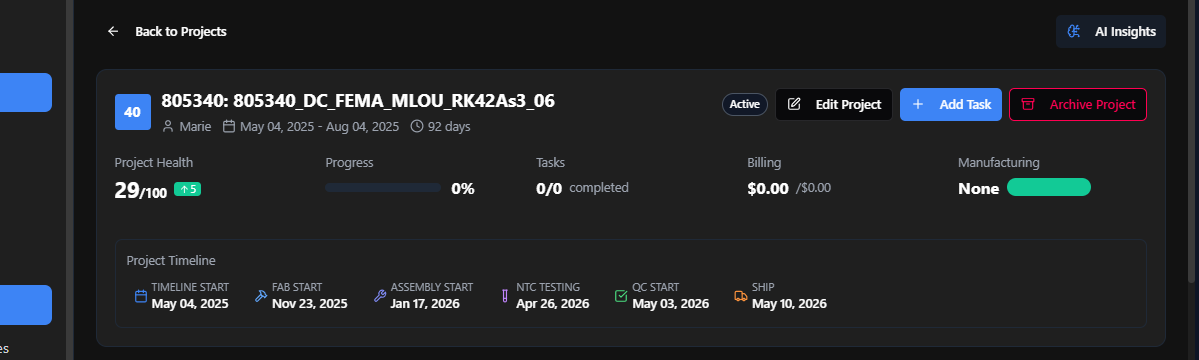 Back to Projects
AI Insights
40
805340: 805340_DC_FEMA_MLOU_RK42As3_06
Marie May 04, 2025 - Aug 04, 2025 92 days
Active
Edit Project
Add Task
Archive Project
Project Health
29/100 5
Progress
0%
Tasks
0/0 completed
Billing
$0.00 /$0.00
Manufacturing
None
Project Timeline
TIMELINE START
May 04, 2025
FAB START
Nov 23, 2025
ASSEMBLY START
Jan 17, 2026
NTC TESTING
Apr 26, 2026
QC START
May 03, 2026
SHIP
May 10, 2026
es